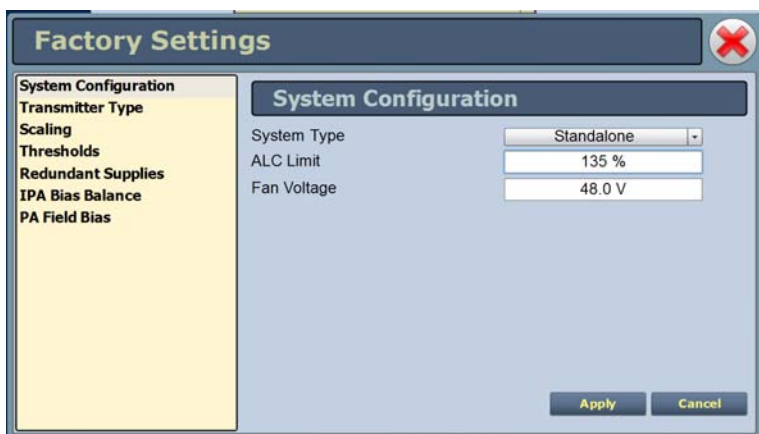 Factory Settings
System Configuration
Transmitter Type
Scaling
Thresholds
Redundant Supplies
IPA Bias Balance
PA Field Bias
System Configuration
System Type Standalone
ALC Limit 135 %
Fan Voltage 48.0 V
Apply Cancel